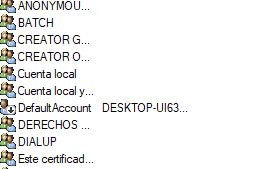 ANONYMOU...
BATCH
CREATOR G...
CREATOR O...
Cuenta local
Cuenta local y...
DefaultAccount DESKTOP-UI63...
DERECHOS ...
DIALUP
Este certificad...